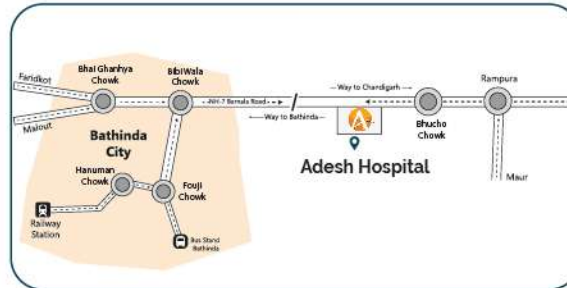 Faridkot
Malout
Bhai Ghanhya
Chowk
BibiWala
Chowk
NH-7 Barnala Road
Way to Bathinda
Way to Chandigarh
Rampura
Bhucho
Chowk
Maur
Bathinda
City
Adesh Hospital
Hanuman
Chowk
Fouji
Chowk
Railway
Station
Bus Stand
Bathinda